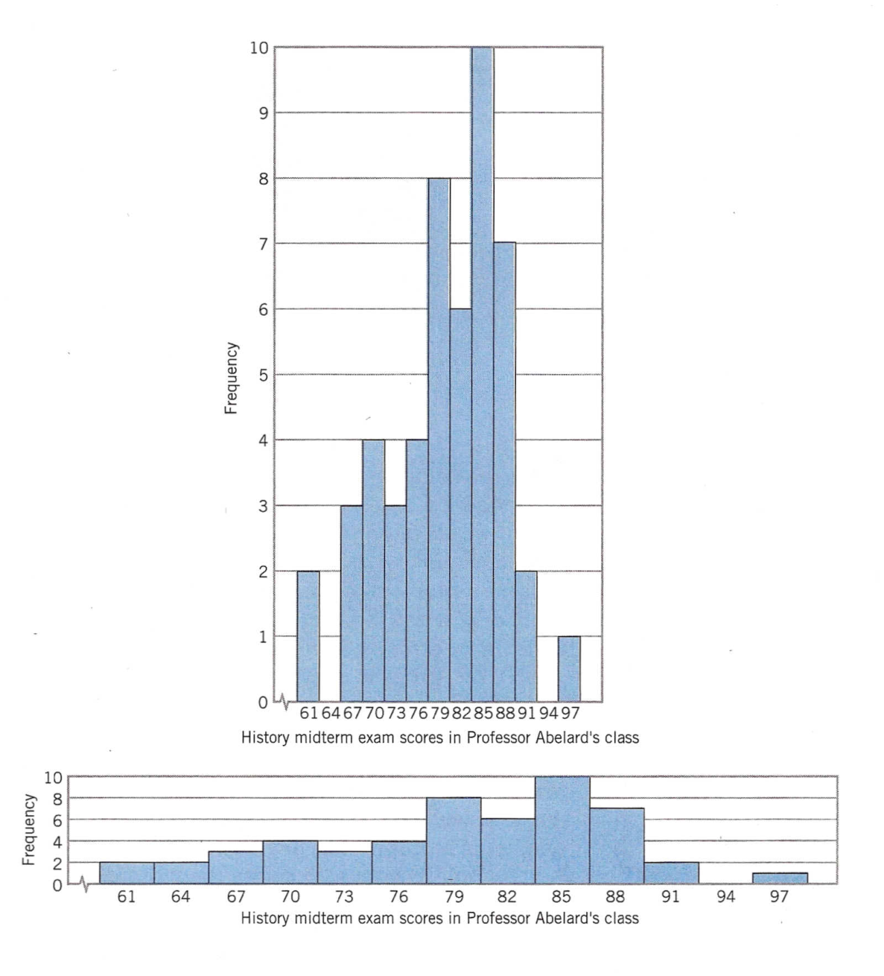 10
9
8
7
6
5
4
3
2
1
0
Frequency
61 64 67 70 73 76 79 82 85 88 91 94 97
History midterm exam scores in Professor Abelard's class
10
8
6
4
2
0
Frequency
61 64 67 70 73 76 79 82 85 88 91 94 97
History midterm exam scores in Professor Abelard's class